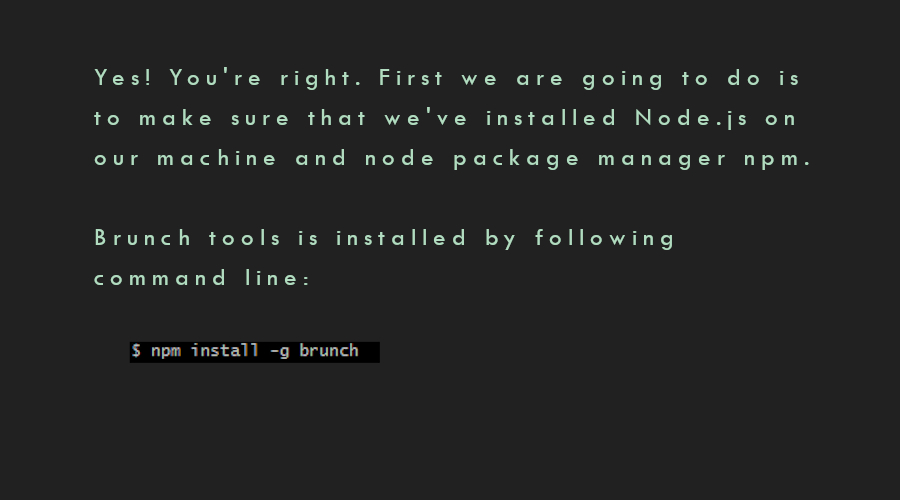 Yes! You're right. First we are going to do is
to make sure that we've installed Node.js on
our machine and node package manager npm.
Brunch tools is installed by following
command line:
$ npm install -g brunch